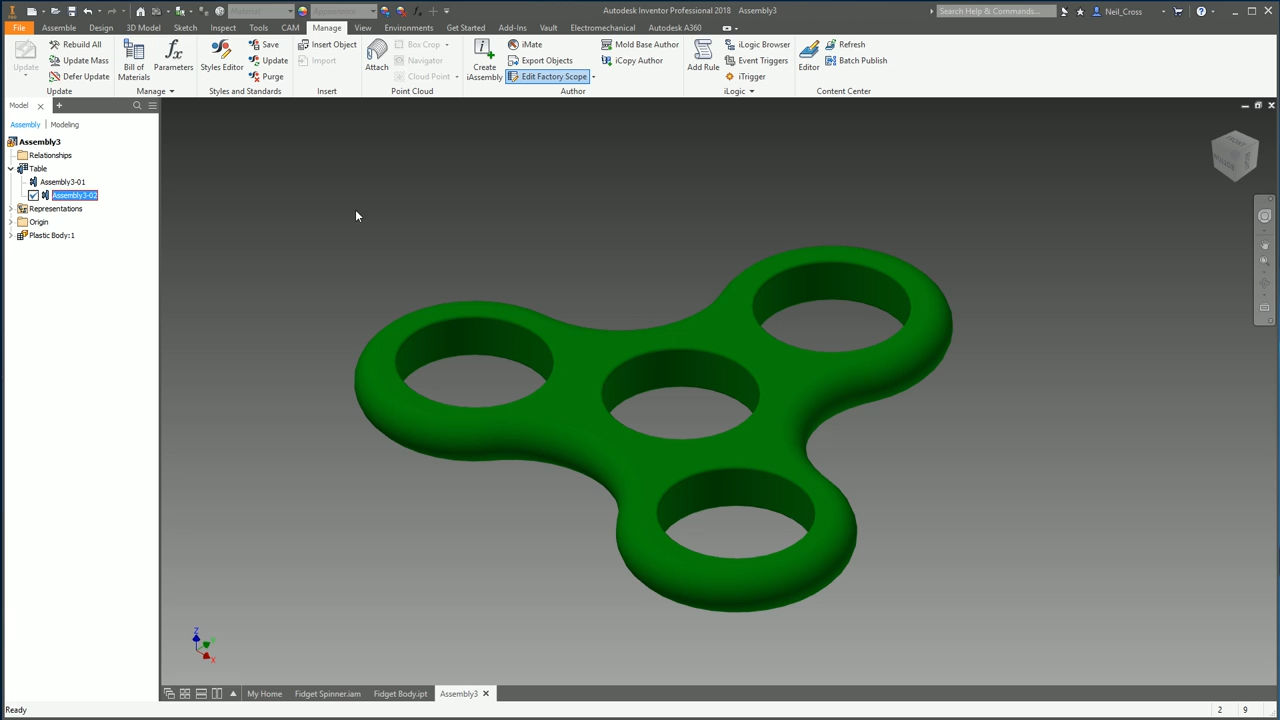 Material
Appearance
Autodesk Inventor Professional 2018 Assembly3
Search Help & Commands...
Neil_Cross
File Assemble Design 3D Model Sketch Inspect Tools CAM Manage View Environments Get Started Add-Ins Vault Electromechanical Autodesk A360
Update
Rebuild All
Update Mass
Defer Update
Update
Bill of Materials
Parameters
Manage
Styles Editor
Save
Update
Purge
Styles and Standards
Insert Object
Import
Insert
Attach
Box Crop
Navigator
Cloud Point
Point Cloud
Create iAssembly
iMate
Export Objects
Edit Factory Scope
Mold Base Author
iCopy Author
Author
Add Rule
iLogic Browser
Event Triggers
iTrigger
iLogic
Editor
Refresh
Batch Publish
Content Center
Model
Assembly | Modeling
Assembly3
Relationships
Table
Assembly3-01
Assembly3-02
Representations
Origin
Plastic Body:1
Z
Y
X
My Home Fidget Spinner.iam Fidget Body.ipt Assembly3
Ready
2 9